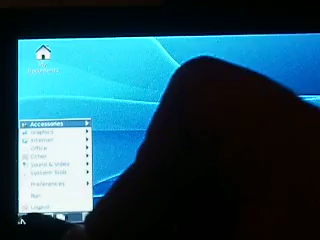 Accessories
Graphics
Internet
Office
Other
Sound & Video
System Tools
Preferences
Run
Logout